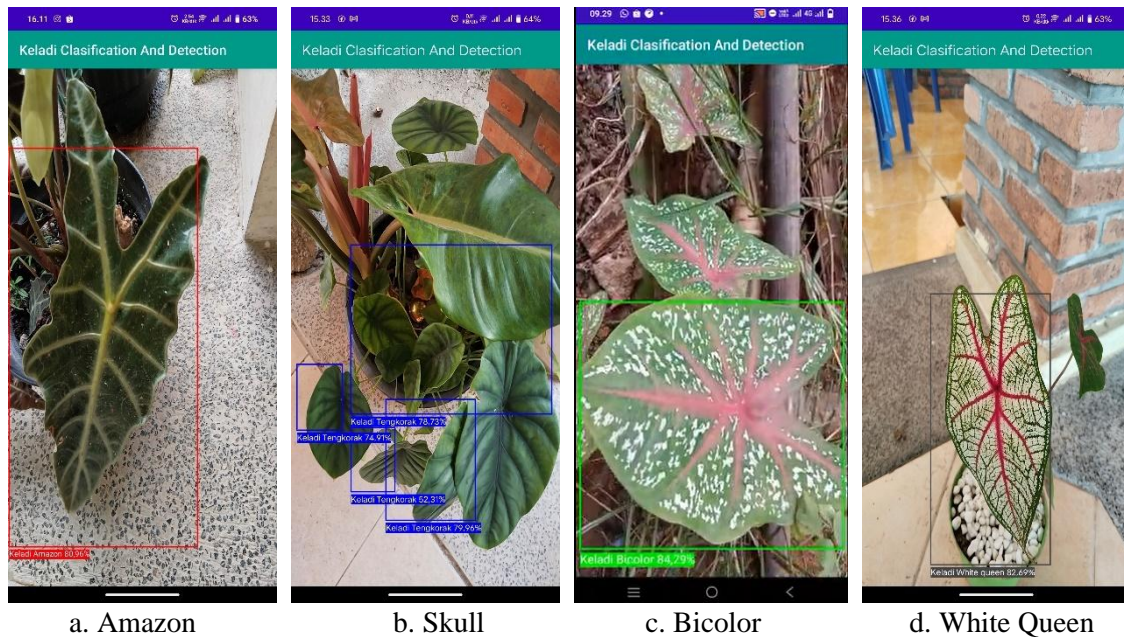 16.11
63%
Keladi Clasification And Detection
Keladi Amazon 80,96%
a. Amazon
15.33
64%
Keladi Clasification And Detection
Keladi Tengkorak 78.73%
Keladi Tengkorak 74.91%
Keladi Tengkorak 52.31%
Keladi Tengkorak 79,96%
b. Skull
09.29
Keladi Clasification And Detection
Keladi Bicolor 84,29%
c. Bicolor
15.36
63%
Keladi Clasification And Detection
Keladi White queen 82.69%
d. White Queen